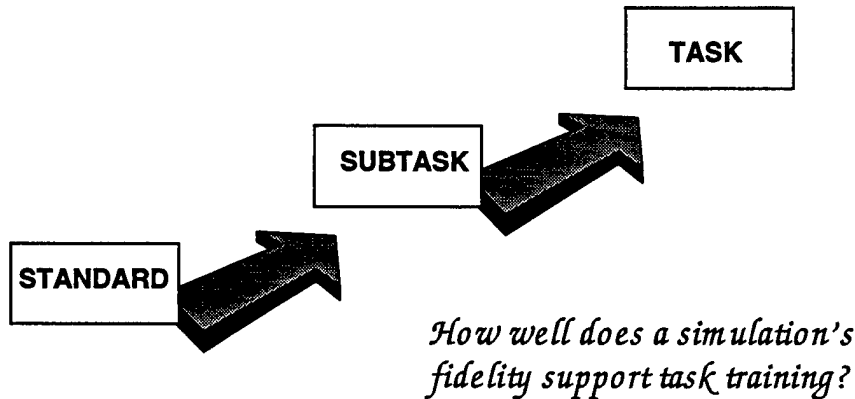 TASK
SUBTASK
STANDARD
How well does a simulation's
fidelity support task training?